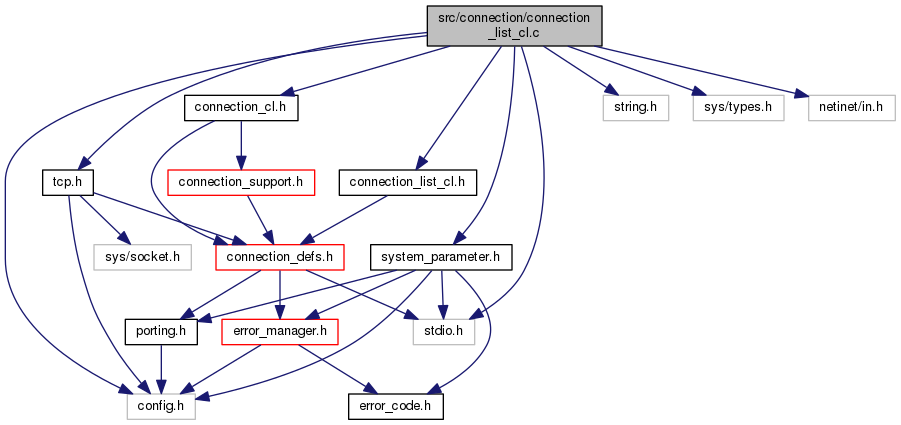 src/connection/connection
_list_cl.c
connection_cl.h
string.h
sys/types.h
netinet/in.h
tcp.h
connection_support.h
connection_list_cl.h
sys/socket.h
connection_defs.h
system_parameter.h
porting.h
error_manager.h
stdio.h
config.h
error_code.h